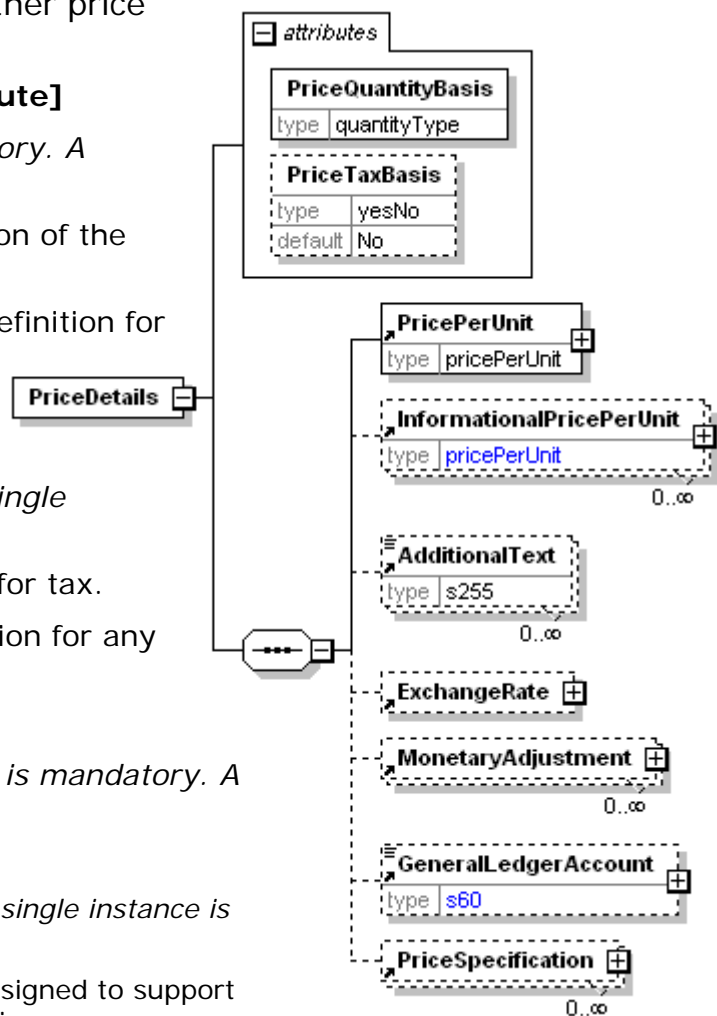 her price
attributes
ute]
PriceQuantityBasis
type quantityType
ory. A
PriceTaxBasis
type yesNo
default No
on of the
efinition for
PricePerUnit
type pricePerUnit
PriceDetails
InformationalPricePerUnit
type pricePerUnit
0..∞
ingle
AdditionalText
type s255
0..∞
for tax.
ion for any
ExchangeRate
MonetaryAdjustment
0..∞
is mandatory. A
GeneralLedgerAccount
type s60
single instance is
PriceSpecification
0..∞
signed to support